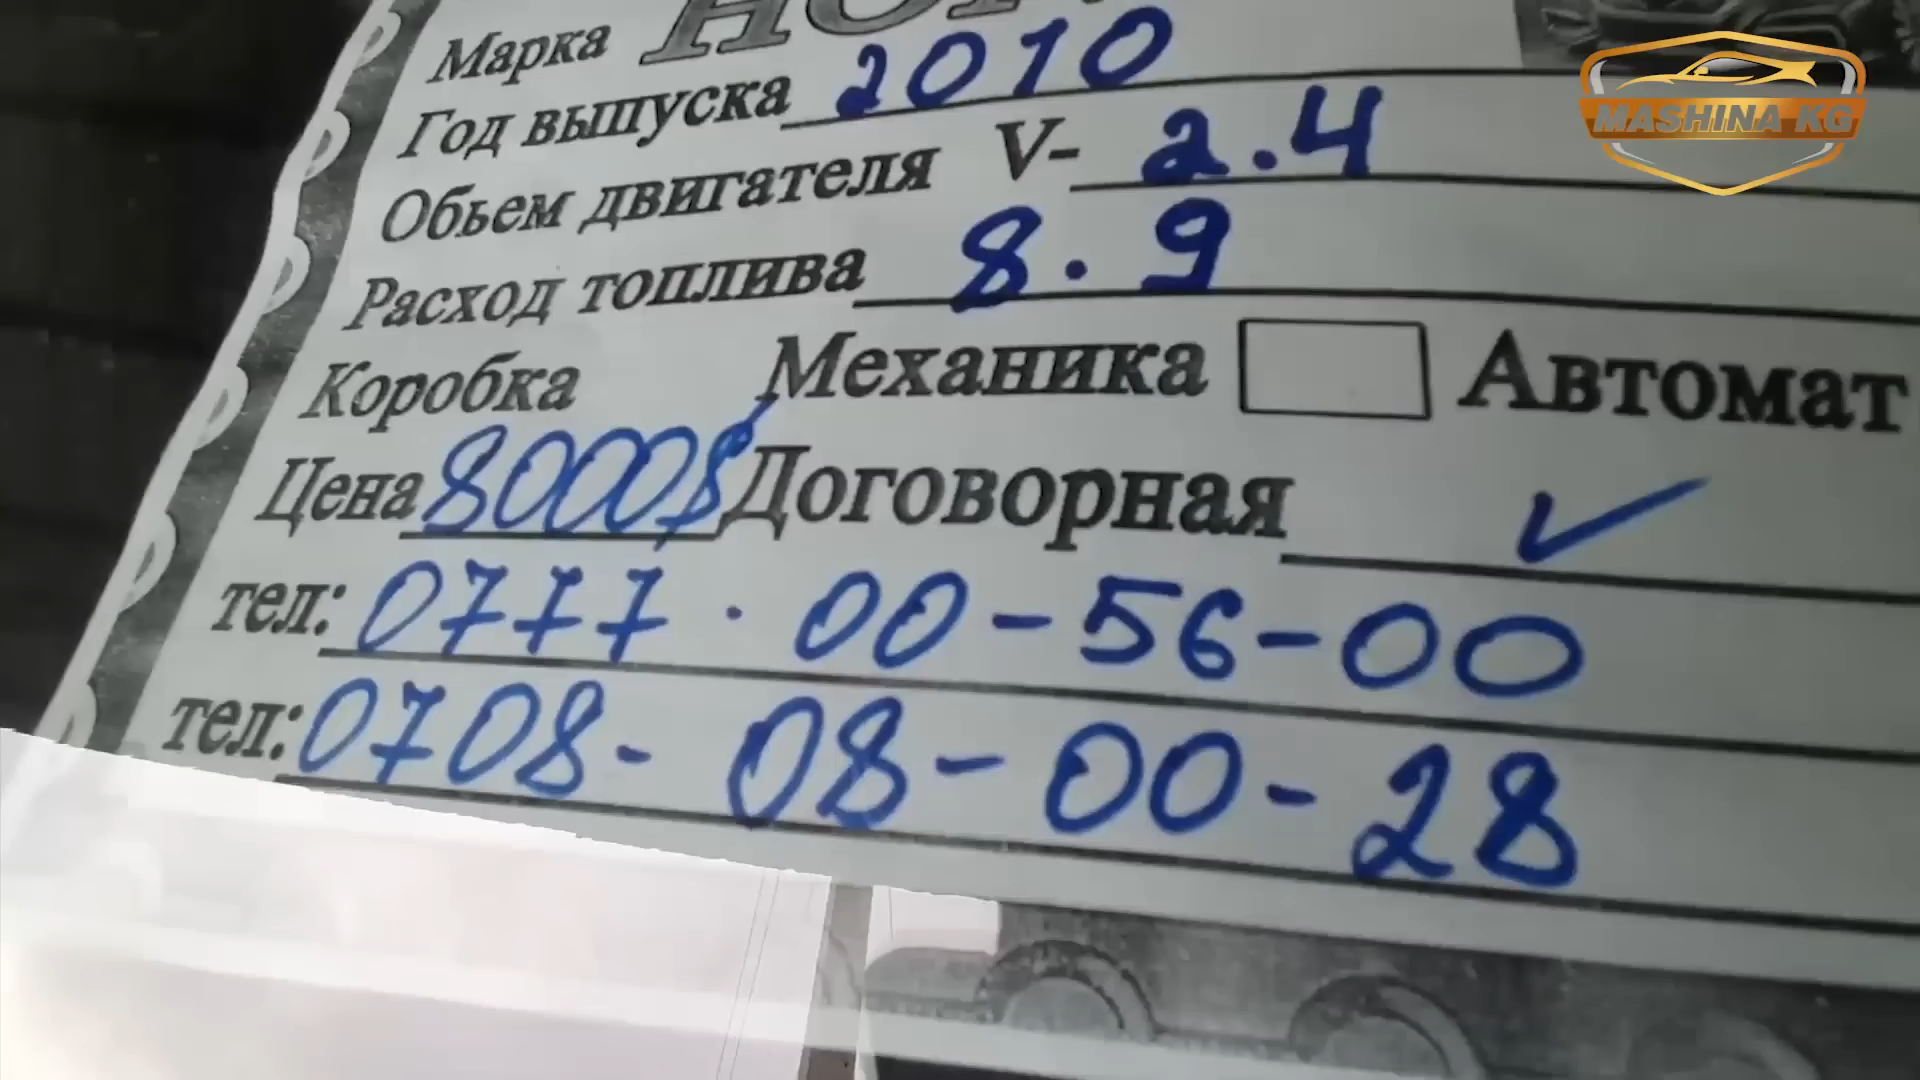 Марка
Год выпуска 2010
MASHINA KG
Обьем двигателя V- 2.4
Расход топлива 8.9
Коробка Механика Автомат
Цена 8000$ Договорная ✓
тел: 0777.00-56-00
тел: 0708-08-00-28